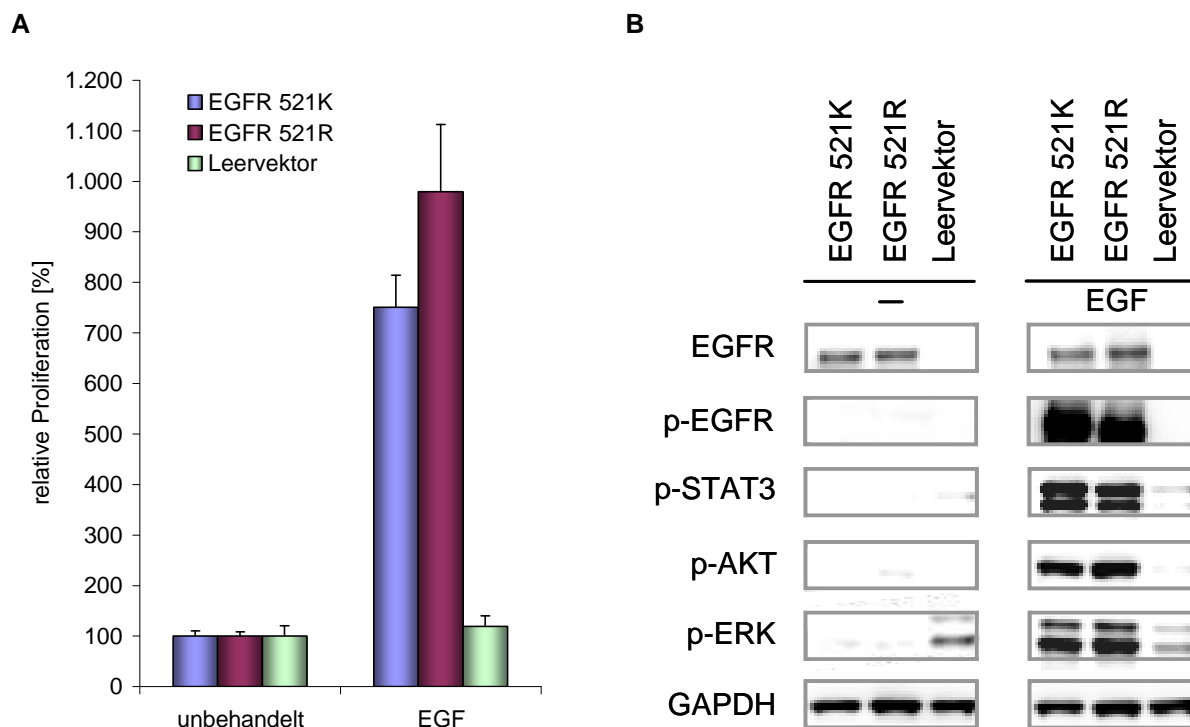 A
1.200
1.100
1.000
900
800
700
600
500
400
300
200
100
0
relative Proliferation [%]
EGFR 521K
EGFR 521R
Leervektor
unbehandelt
EGF
B
EGFR 521K
EGFR 521R
Leervektor
EGFR 521K
EGFR 521R
Leervektor
–
EGF
EGFR
p-EGFR
p-STAT3
p-AKT
p-ERK
GAPDH